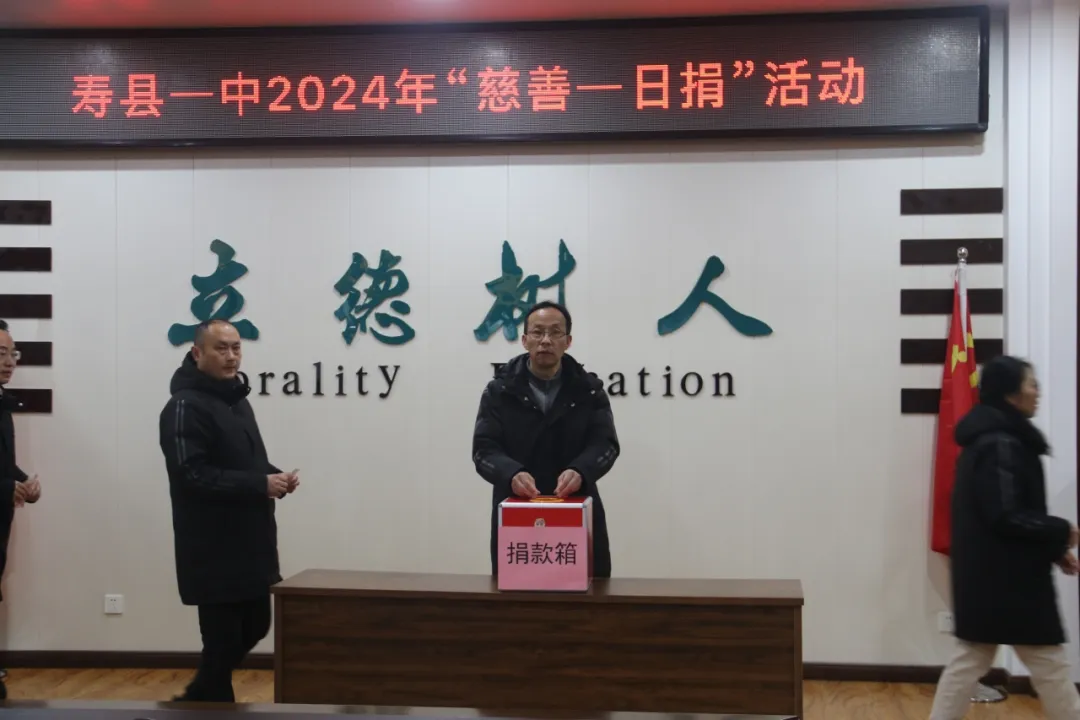 寿县一中2024年“慈善一日捐”活动
立德树人
orality   ation
捐款箱